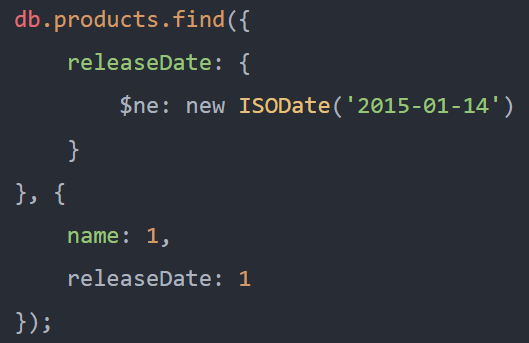 db.products.find({
    releaseDate: {
        $ne: new ISODate('2015-01-14')
    }
}, {
    name: 1,
    releaseDate: 1
});